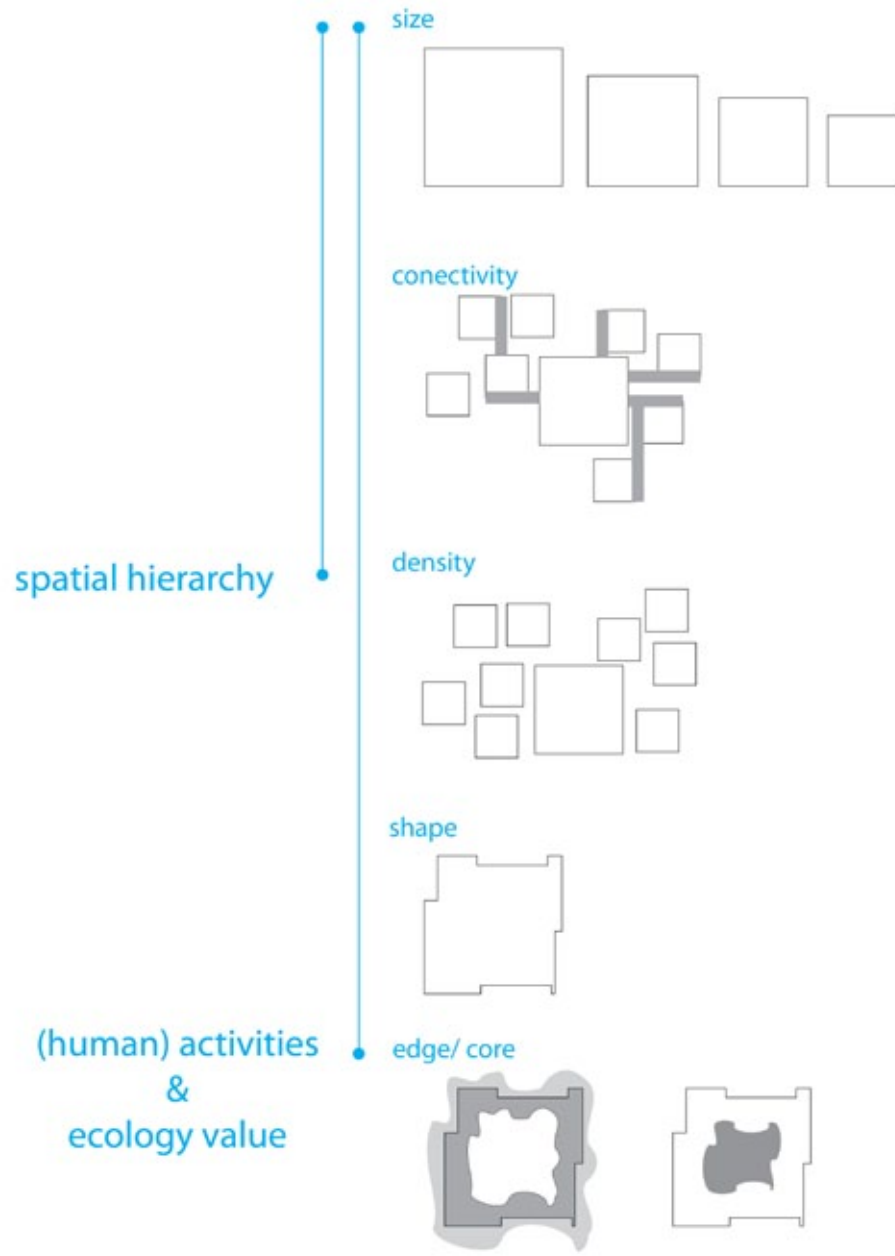 size
conectivity
density
spatial hierarchy
shape
(human) activities
&
ecology value
edge/ core